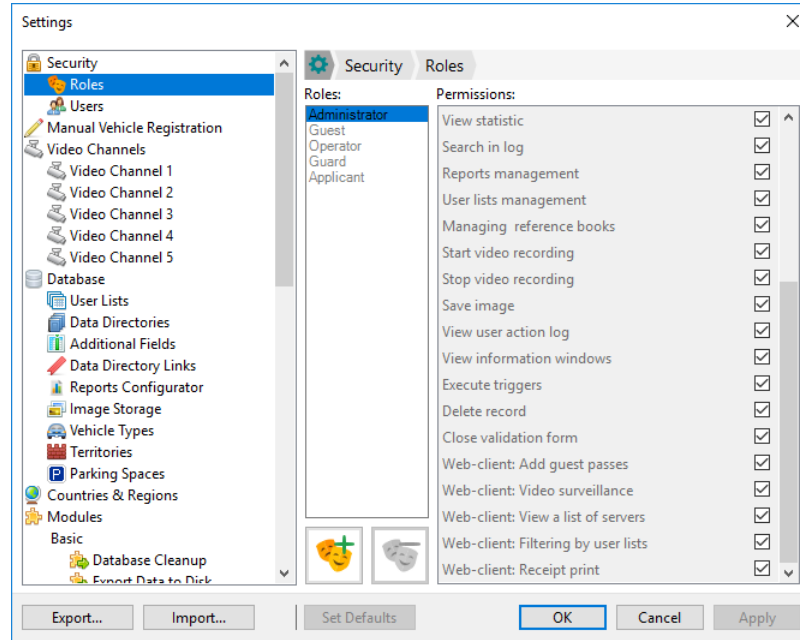 Settings
Security
Roles
Users
Manual Vehicle Registration
Video Channels
Video Channel 1
Video Channel 2
Video Channel 3
Video Channel 4
Video Channel 5
Database
User Lists
Data Directories
Additional Fields
Data Directory Links
Reports Configurator
Image Storage
Vehicle Types
Territories
P Parking Spaces
Countries & Regions
Modules
Basic
Database Cleanup
Export Data to Disk
Security Roles
Roles:
Administrator
Guest
Operator
Guard
Applicant
Permissions:
View statistic
Search in log
Reports management
User lists management
Managing reference books
Start video recording
Stop video recording
Save image
View user action log
View information windows
Execute triggers
Delete record
Close validation form
Web-client: Add guest passes
Web-client: Video surveillance
Web-client: View a list of servers
Web-client: Filtering by user lists
Web-client: Receipt print
Export... Import... Set Defaults OK Cancel Apply